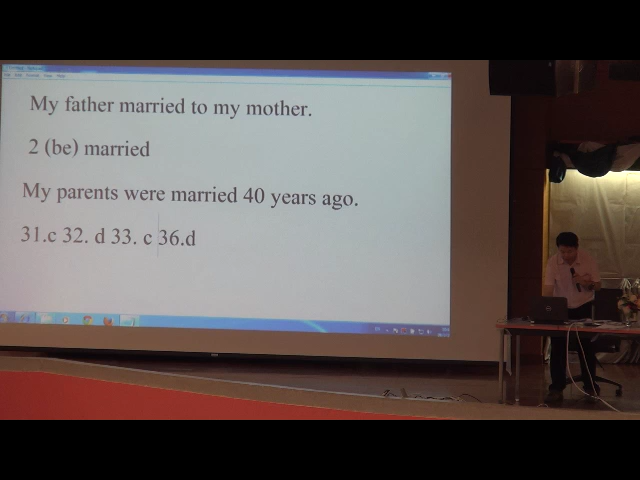 My father married to my mother.
2 (be) married
My parents were married 40 years ago.
31.c 32. d 33. c 36.d